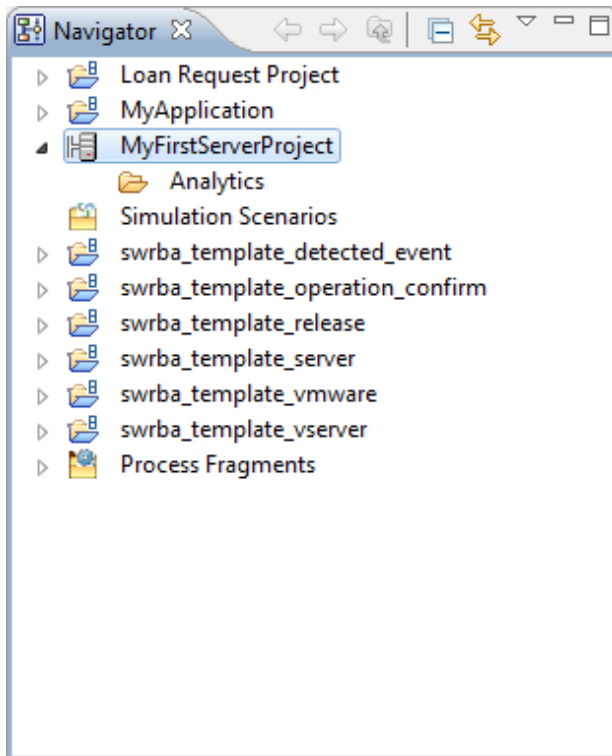 Navigator
Loan Request Project
MyApplication
MyFirstServerProject
Analytics
Simulation Scenarios
swrba_template_detected_event
swrba_template_operation_confirm
swrba_template_release
swrba_template_server
swrba_template_vmware
swrba_template_vserver
Process Fragments